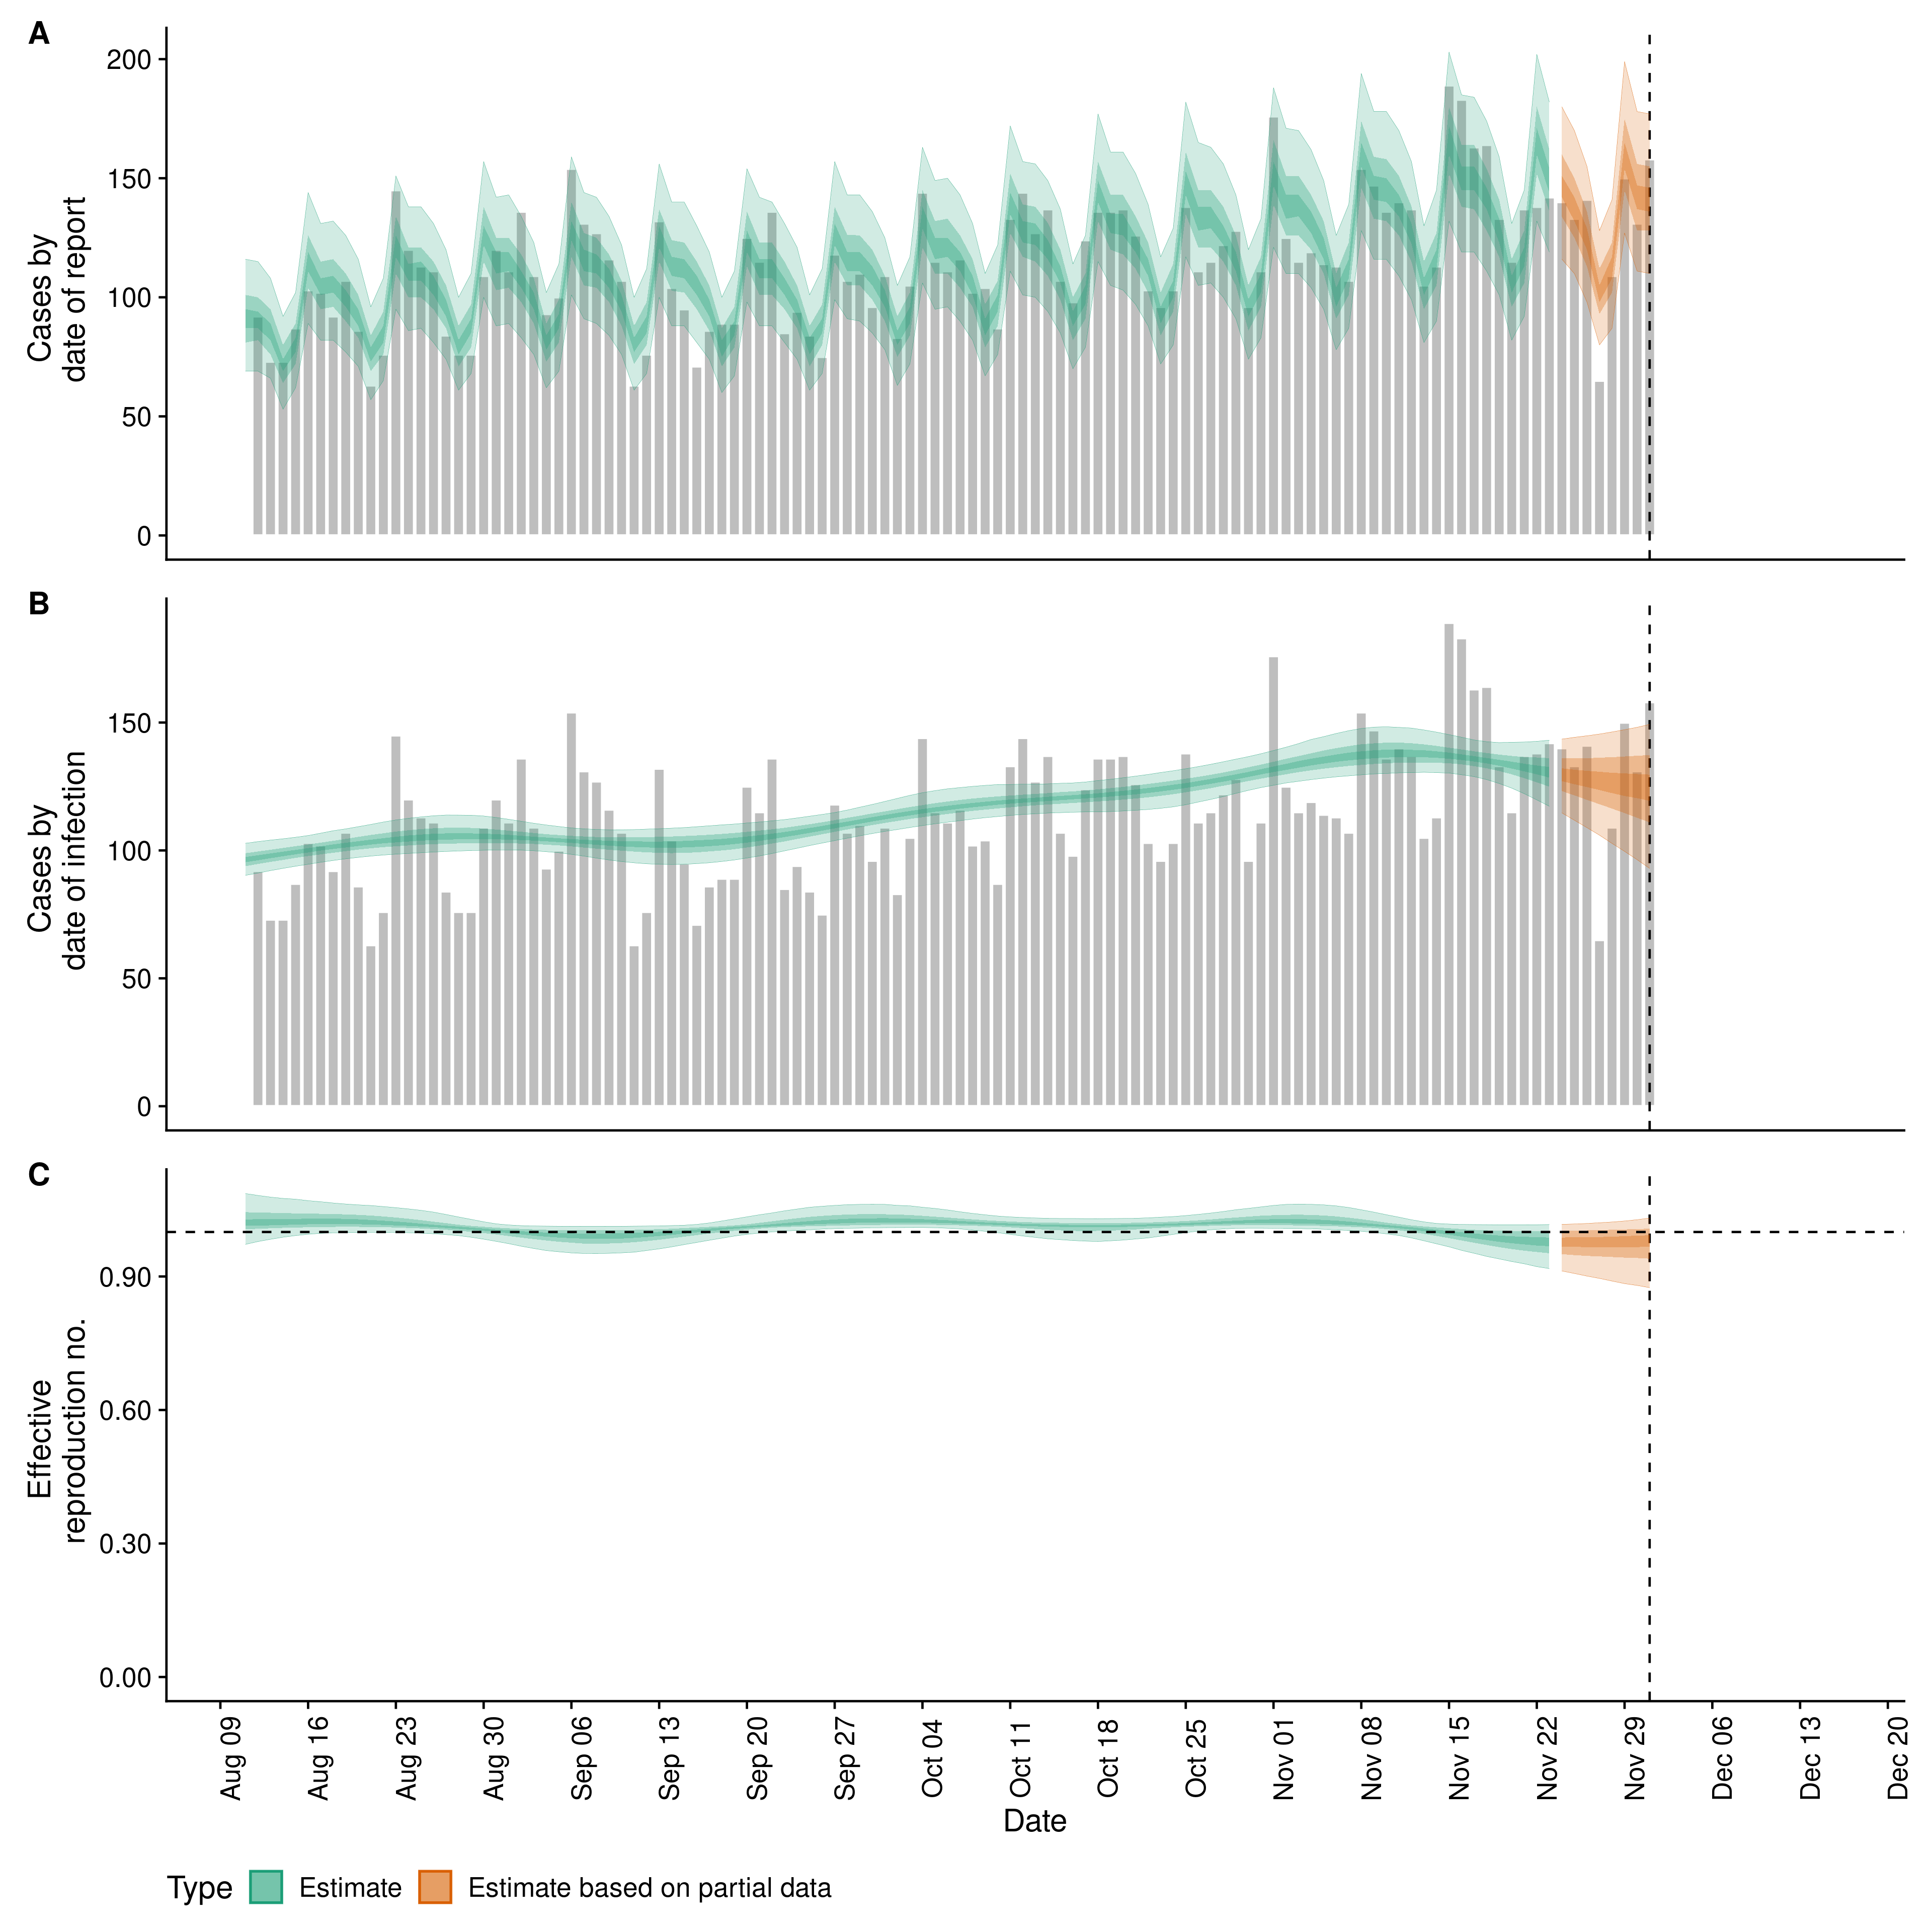 A
200
150
100
50
0
Cases by
date of report
B
150
100
50
0
Cases by
date of infection
C
0.90
0.60
0.30
0.00
Effective
reproduction no.
Aug 09
Aug 16
Aug 23
Aug 30
Sep 06
Sep 13
Sep 20
Sep 27
Oct 04
Oct 11
Oct 18
Oct 25
Nov 01
Nov 08
Nov 15
Nov 22
Nov 29
Dec 06
Dec 13
Dec 20
Date
Type Estimate Estimate based on partial data